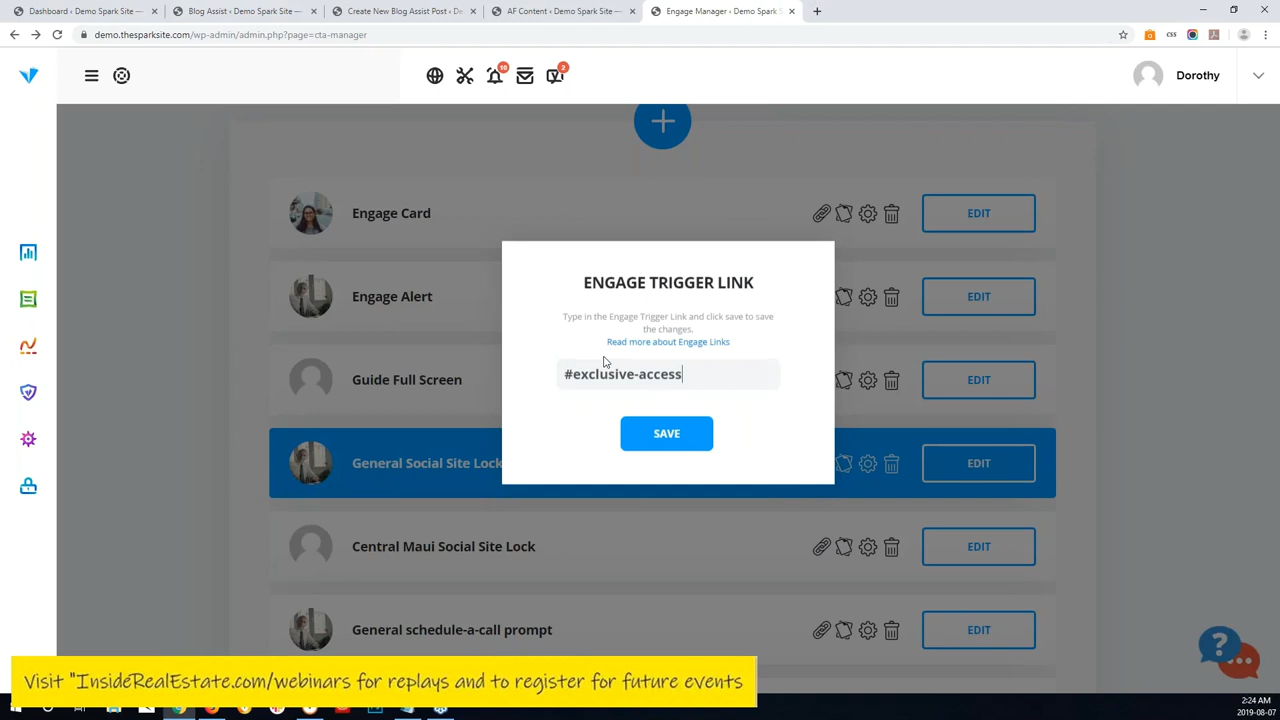 Dashboard ‹ Demo Spark Site —
Blog Assist ‹ Demo Spark Site —
Create New Blog Assist Post ‹ De
AF Content ‹ Demo Spark Site —
Engage Manager ‹ Demo Spark S
demo.thesparksite.com/wp-admin/admin.php?page=cta-manager
css
10
2
Dorothy
Engage Card
EDIT
Engage Alert
EDIT
Guide Full Screen
EDIT
General Social Site Lock
EDIT
Central Maui Social Site Lock
EDIT
General schedule-a-call prompt
EDIT
ENGAGE TRIGGER LINK
Type in the Engage Trigger Link and click save to save
the changes.
Read more about Engage Links
#exclusive-access
SAVE
Visit "InsideRealEstate.com/webinars for replays and to register for future events
2:24 AM
2019-08-07